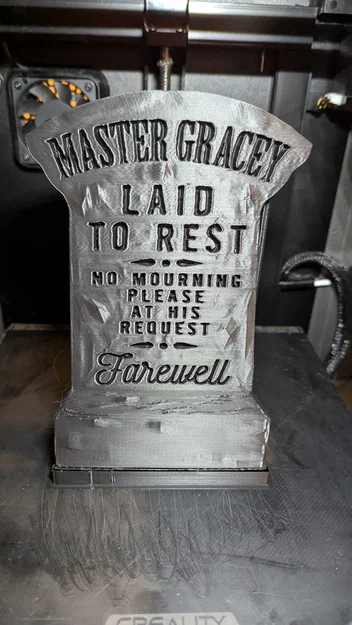 MASTER GRACEY
LAID
TO REST
NO MOURNING
PLEASE
AT HIS
REQUEST
Farewell
CREALITY